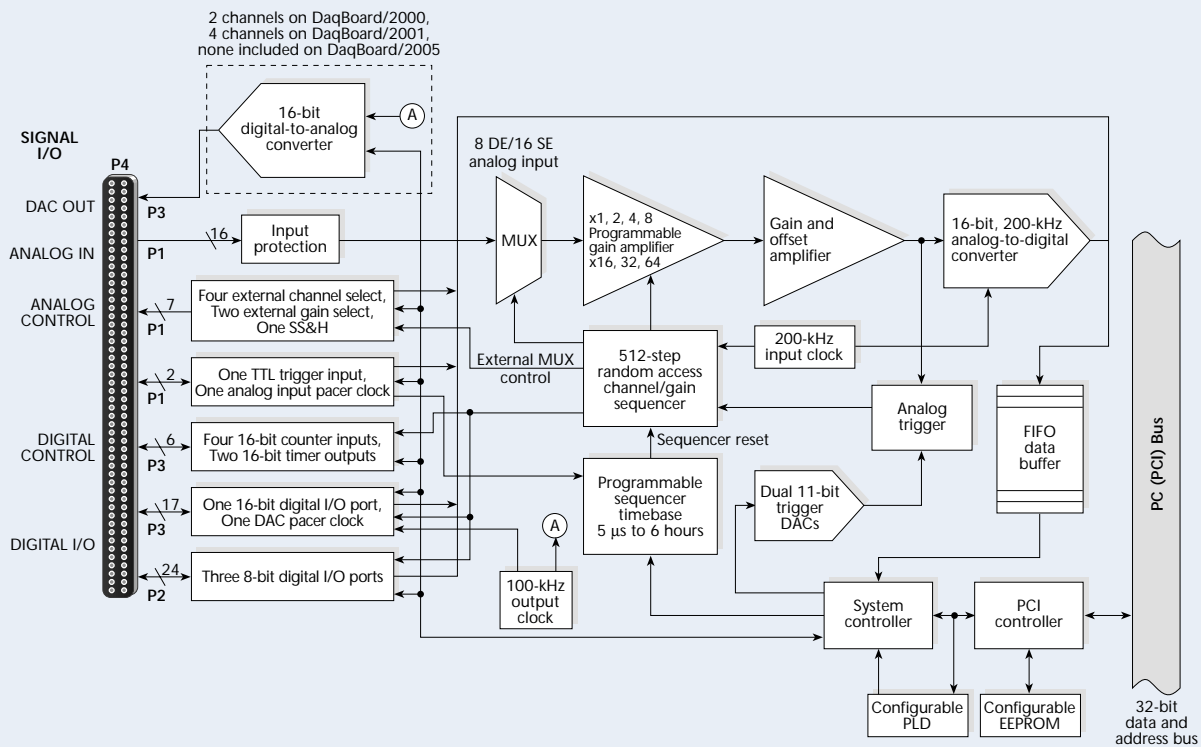 2 channels on DaqBoard/2000,
4 channels on DaqBoard/2001,
none included on DaqBoard/2005
16-bit
digital-to-analog
converter
A
SIGNAL
I/O
P4
DAC OUT
P3
ANALOG IN
P1
16
Input
protection
8 DE/16 SE
analog input
MUX
x1, 2, 4, 8
Programmable
gain amplifier
x16, 32, 64
Gain and
offset
amplifier
16-bit, 200-kHz
analog-to-digital
converter
ANALOG
CONTROL
7
P1
Four external channel select,
Two external gain select,
One SS&H
External MUX
control
512-step
random access
channel/gain
sequencer
200-kHz
input clock
2
P1
One TTL trigger input,
One analog input pacer clock
Analog
trigger
FIFO
data
buffer
PC (PCI) Bus
DIGITAL
CONTROL
6
P3
Four 16-bit counter inputs,
Two 16-bit timer outputs
Sequencer reset
Programmable
sequencer
timebase
5 µs to 6 hours
Dual 11-bit
trigger
DACs
17
P3
One 16-bit digital I/O port,
One DAC pacer clock
A
DIGITAL I/O
24
P2
Three 8-bit digital I/O ports
100-kHz
output
clock
System
controller
PCI
controller
Configurable
PLD
Configurable
EEPROM
32-bit
data and
address bus